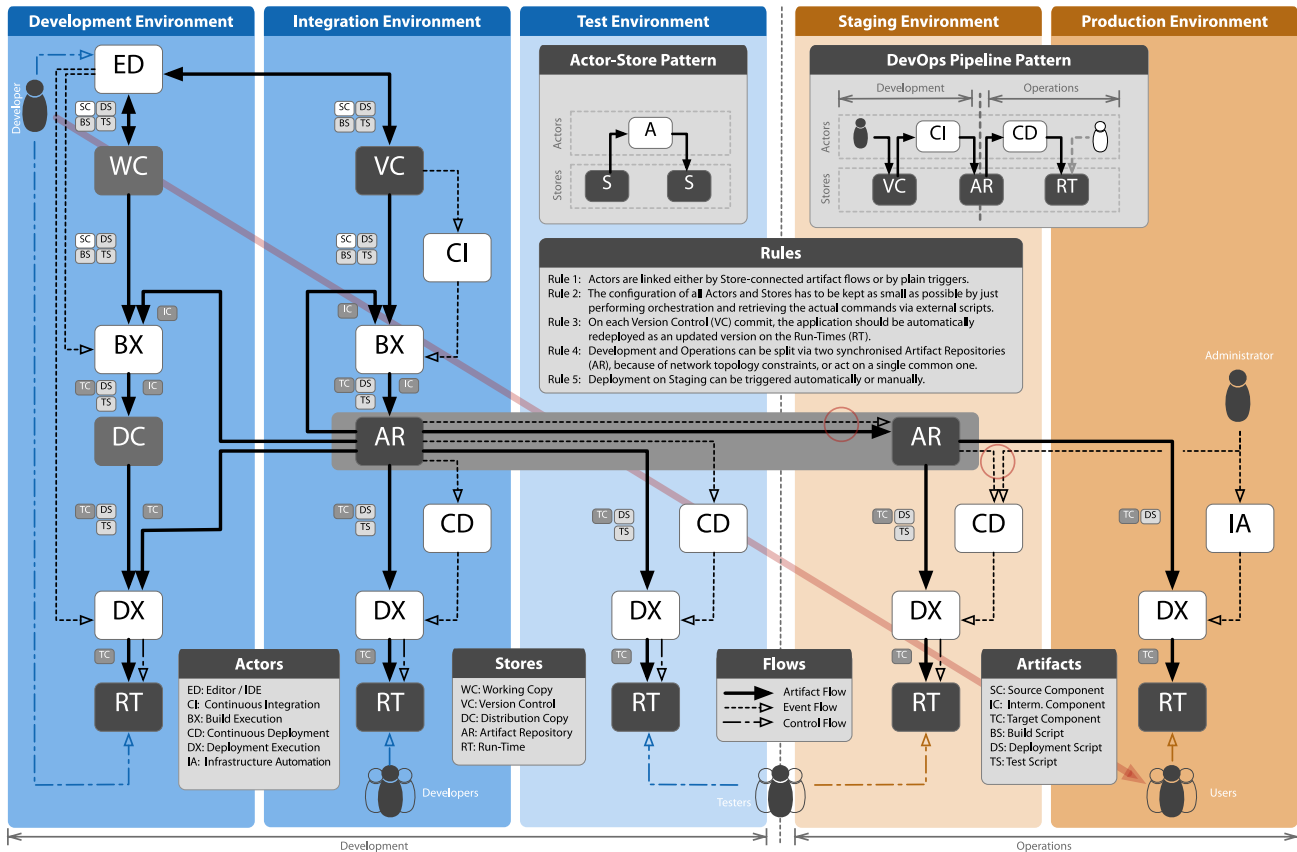 Development Environment
Integration Environment
Test Environment
Staging Environment
Production Environment
Developer
ED
SC DS
BS TS
WC
SC DS
BS TS
IC
BX
TC DS
TS
IC
DC
TC DS
TS
TC
DX
TC
RT
SC DS
BS TS
VC
SC DS
BS TS
CI
IC
BX
TC DS
TS
IC
AR
TC DS
TS
CD
DX
TC
RT
Developers
Actor-Store Pattern
Actors
A
Stores
S
S
DevOps Pipeline Pattern
Development
Operations
Actors
CI
CD
Stores
VC
AR
RT
Rules
Rule 1: Actors are linked either by Store-connected artifact flows or by plain triggers.
Rule 2: The configuration of all Actors and Stores has to be kept as small as possible by just
performing orchestration and retrieving the actual commands via external scripts.
Rule 3: On each Version Control (VC) commit, the application should be automatically
redeployed as an updated version on the Run-Times (RT).
Rule 4: Development and Operations can be split via two synchronised Artifact Repositories
(AR), because of network topology constraints, or act on a single common one.
Rule 5: Deployment on Staging can be triggered automatically or manually.
TC DS
TS
CD
DX
TC
RT
Testers
AR
TC DS
TS
CD
DX
TC
RT
Administrator
TC DS
IA
DX
TC
RT
Users
Actors
ED: Editor / IDE
CI: Continuous Integration
BX: Build Execution
CD: Continuous Deployment
DX: Deployment Execution
IA: Infrastructure Automation
Stores
WC: Working Copy
VC: Version Control
DC: Distribution Copy
AR: Artifact Repository
RT: Run-Time
Flows
Artifact Flow
Event Flow
Control Flow
Artifacts
SC: Source Component
IC: Interm. Component
TC: Target Component
BS: Build Script
DS: Deployment Script
TS: Test Script
Development
Operations